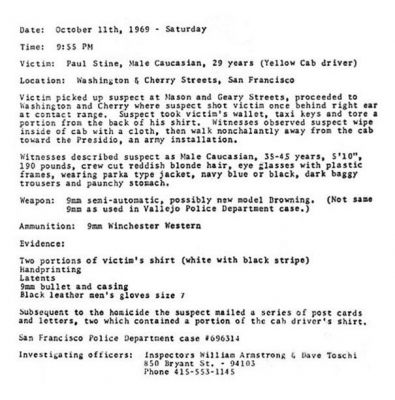 Date: October 11th, 1969 - Saturday
Time: 9:55 PM
Victim: Paul Stine, Male Caucasian, 29 years (Yellow Cab driver)
Location: Washington & Cherry Streets, San Francisco
Victim picked up suspect at Mason and Geary Streets, proceeded to
Washington and Cherry where suspect shot victim once behind right ear
at contact range. Suspect took victim's wallet, taxi keys and tore a
portion from the back of his shirt. Witnesses observed suspect wipe
inside of cab with a cloth, then walk nonchalantly away from the cab
toward the Presidio, an army installation.
Witnesses described suspect as Male Caucasian, 35-45 years, 5'10",
190 pounds, crew cut reddish blonde hair, eye glasses with plastic
frames, wearing parka type jacket, navy blue or black, dark baggy
trousers and paunchy stomach.
Weapon: 9mm semi-automatic, possibly new model Browning. (Not same
9mm as used in Vallejo Police Department case.)
Ammunition: 9mm Winchester Western
Evidence:
Two portions of victim's shirt (white with black stripe)
Handprinting
Latents
9mm bullet and casing
Black leather men's gloves size 7
Subsequent to the homicide the suspect mailed a series of post cards
and letters, two which contained a portion of the cab driver's shirt.
San Francisco Police Department case #696314
Investigating officers: Inspectors William Armstrong & Dave Toschi
850 Bryant St. - 94103
Phone 415-553-1145